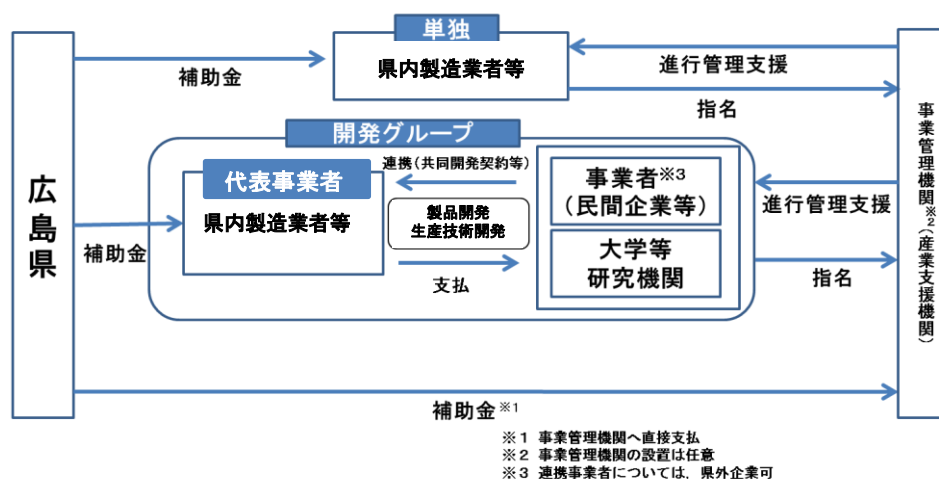 単独
県内製造業者等
補助金
進行管理支援
指名
開発グループ
代表事業者
県内製造業者等
連携(共同開発契約等)
製品開発
生産技術開発
支払
事業者※3
(民間企業等)
大学等
研究機関
補助金
進行管理支援
指名
広島県
事業管理機関※2(産業支援機関)
補助金※1
※1 事業管理機関へ直接支払
※2 事業管理機関の設置は任意
※3 連携事業者については,県外企業可